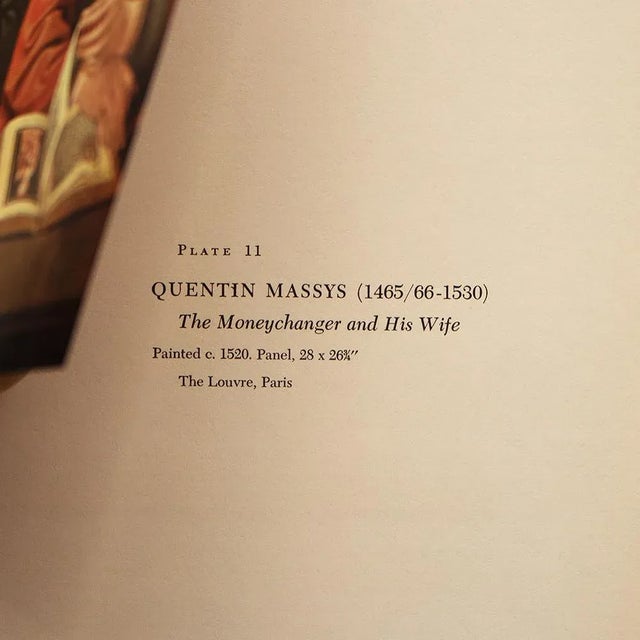 PLATE 11
QUENTIN MASSYS (1465/66-1530)
The Moneychanger and His Wife
Painted c. 1520. Panel, 28 x 26¾″
The Louvre, Paris